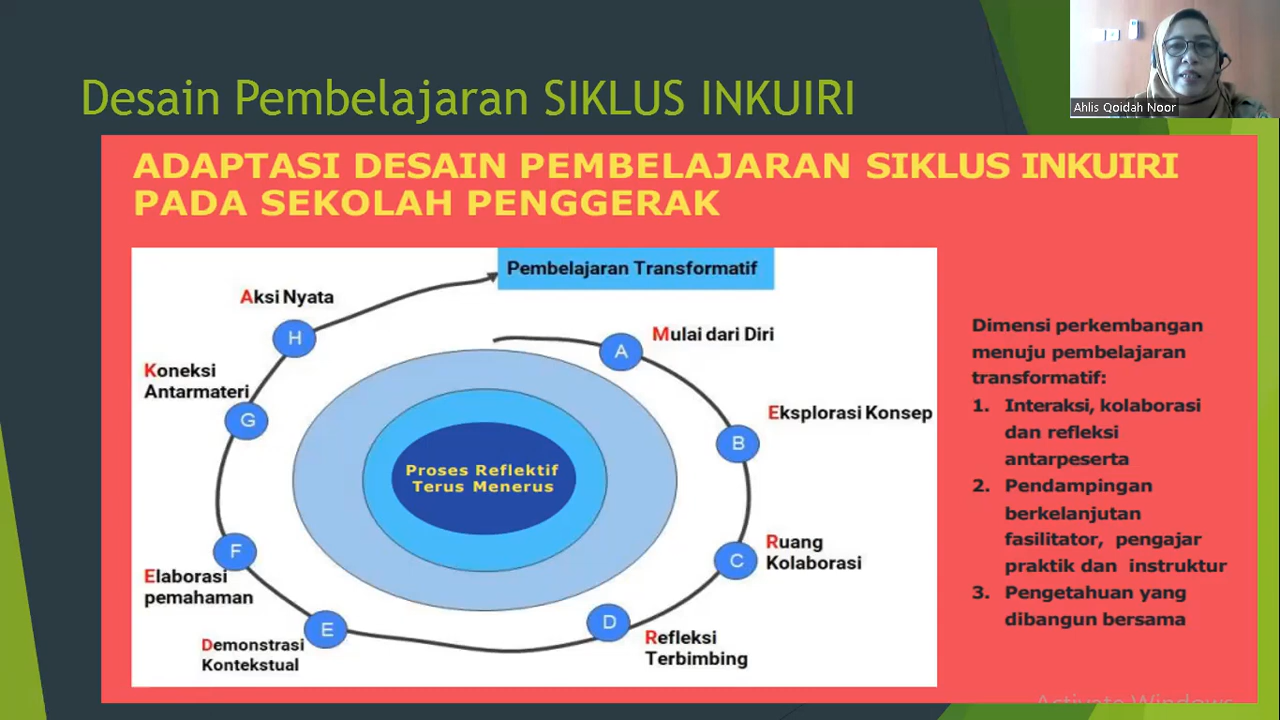 Desain Pembelajaran SIKLUS INKUIRI
Ahlis Qoidah Noor
ADAPTASI DESAIN PEMBELAJARAN SIKLUS INKUIRI
PADA SEKOLAH PENGGERAK
Pembelajaran Transformatif
Aksi Nyata
H
Mulai dari Diri
A
Koneksi
Antarmateri
G
Eksplorasi Konsep
B
Proses Reflektif
Terus Menerus
Ruang
Kolaborasi
C
F
Elaborasi
pemahaman
E
Demonstrasi
Kontekstual
D
Refleksi
Terbimbing
Dimensi perkembangan
menuju pembelajaran
transformatif:
1. Interaksi, kolaborasi
dan refleksi
antarpeserta
2. Pendampingan
berkelanjutan
fasilitator, pengajar
praktik dan instruktur
3. Pengetahuan yang
dibangun bersama
Activate Windows